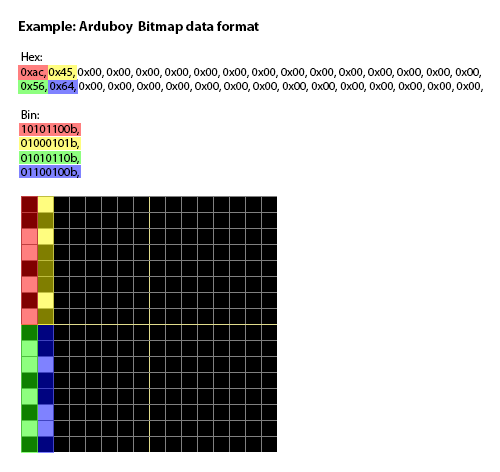 Example: Arduboy Bitmap data format
Hex:
0xac, 0x45, 0x00, 0x00, 0x00, 0x00, 0x00, 0x00, 0x00, 0x00, 0x00, 0x00, 0x00, 0x00, 0x00, 0x00,
0x56, 0x64, 0x00, 0x00, 0x00, 0x00, 0x00, 0x00, 0x00, 0x00, 0x00, 0x00, 0x00, 0x00, 0x00, 0x00,
Bin:
10101100b,
01000101b,
01010110b,
01100100b,